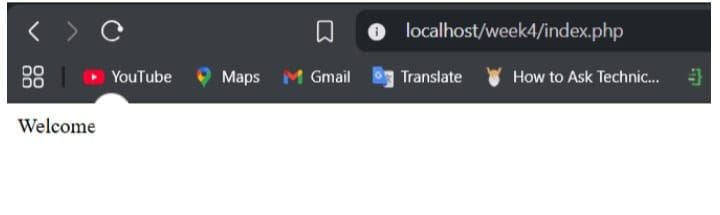 localhost/week4/index.php
YouTube Maps Gmail Translate How to Ask Technic...
Welcome